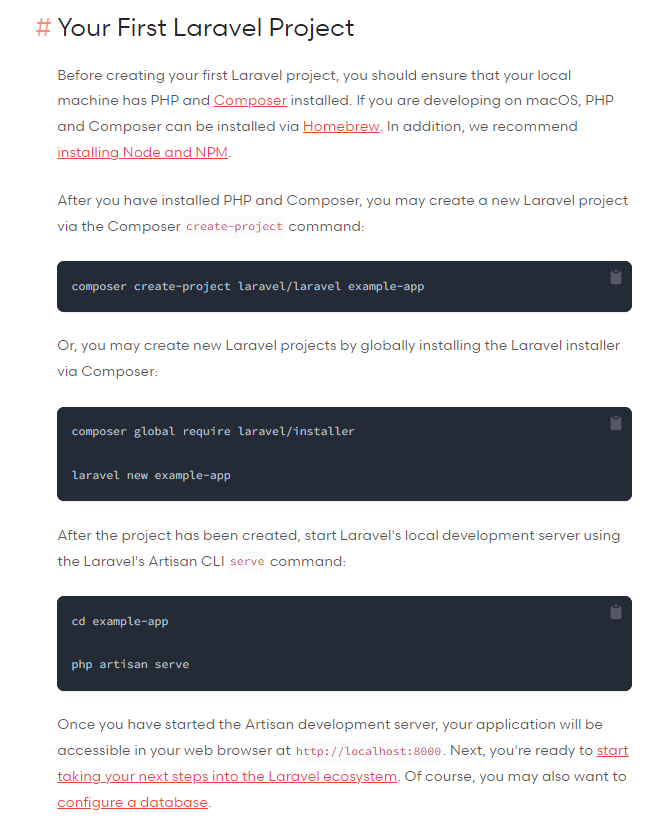 # Your First Laravel Project
Before creating your first Laravel project, you should ensure that your local
machine has PHP and Composer installed. If you are developing on macOS, PHP
and Composer can be installed via Homebrew. In addition, we recommend
installing Node and NPM.
After you have installed PHP and Composer, you may create a new Laravel project
via the Composer create-project command:
composer create-project laravel/laravel example-app
Or, you may create new Laravel projects by globally installing the Laravel installer
via Composer:
composer global require laravel/installer
laravel new example-app
After the project has been created, start Laravel's local development server using
the Laravel's Artisan CLI serve command:
cd example-app
php artisan serve
Once you have started the Artisan development server, your application will be
accessible in your web browser at http://localhost:8000. Next, you're ready to start
taking your next steps into the Laravel ecosystem. Of course, you may also want to
configure a database.